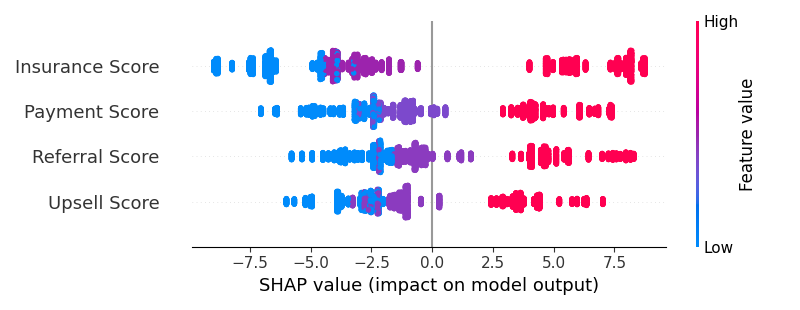 High
Insurance Score
Payment Score
Referral Score
Upsell Score
Feature value
Low
−7.5 −5.0 −2.5 0.0 2.5 5.0 7.5
SHAP value (impact on model output)